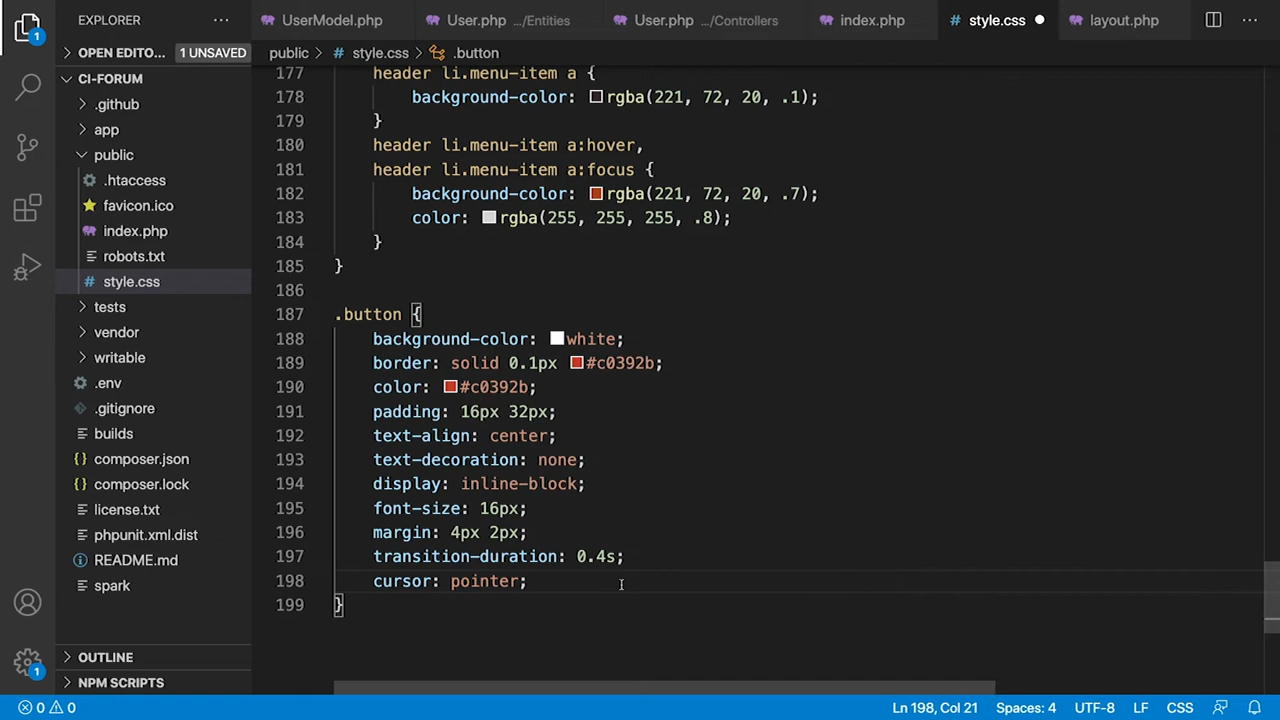 EXPLORER ...
UserModel.php
User.php .../Entities
User.php .../Controllers
index.php
style.css
layout.php
...
OPEN EDITO... 1 UNSAVED
public > # style.css > .button
CI-FORUM
.github
app
public
.htaccess
favicon.ico
index.php
robots.txt
# style.css
tests
vendor
writable
.env
.gitignore
builds
{} composer.json
{} composer.lock
license.txt
phpunit.xml.dist
README.md
spark
OUTLINE
NPM SCRIPTS
1
1
177 header li.menu-item a {
178 background-color: rgba(221, 72, 20, .1);
179 }
180 header li.menu-item a:hover,
181 header li.menu-item a:focus {
182 background-color: rgba(221, 72, 20, .7);
183 color: rgba(255, 255, 255, .8);
184 }
185 }
186
187 .button {
188 background-color: white;
189 border: solid 0.1px #c0392b;
190 color: #c0392b;
191 padding: 16px 32px;
192 text-align: center;
193 text-decoration: none;
194 display: inline-block;
195 font-size: 16px;
196 margin: 4px 2px;
197 transition-duration: 0.4s;
198 cursor: pointer;
199 }
0 0 Ln 198, Col 21 Spaces: 4 UTF-8 LF CSS